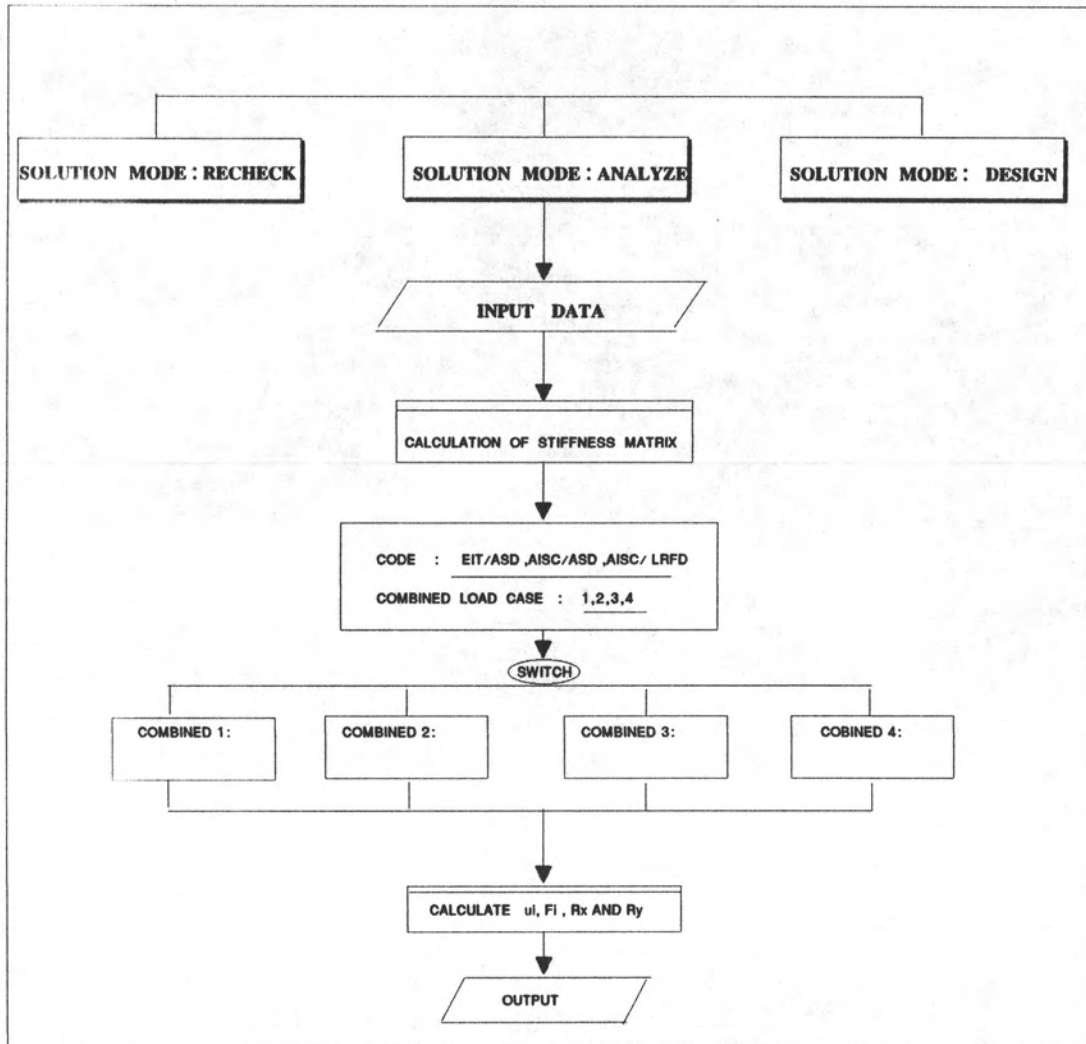 SOLUTION MODE : RECHECK
SOLUTION MODE : ANALYZE
SOLUTION MODE : DESIGN
INPUT DATA
CALCULATION OF STIFFNESS MATRIX
CODE : EIT/ASD ,AISC/ASD ,AISC/ LRFD
COMBINED LOAD CASE : 1,2,3,4
SWITCH
COMBINED 1:
COMBINED 2:
COMBINED 3:
COBINED 4:
CALCULATE ui, Fi , Rx AND Ry
OUTPUT